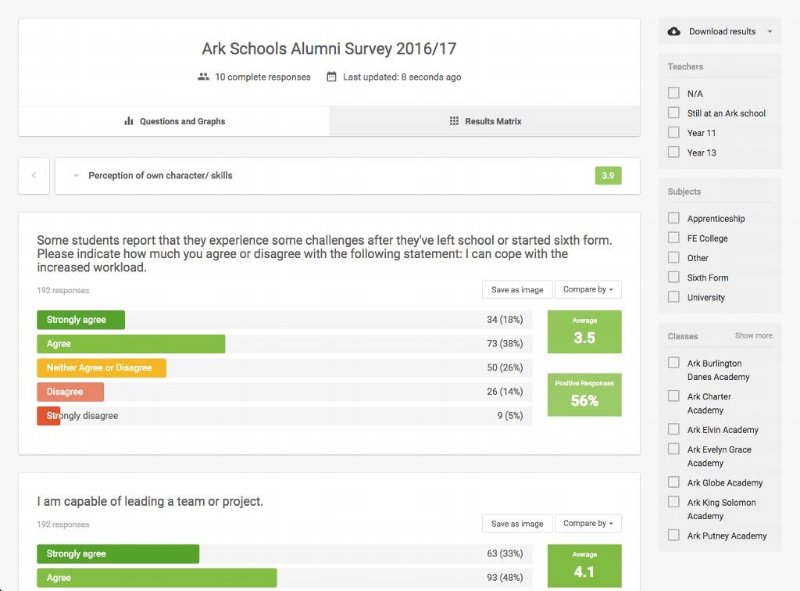 Ark Schools Alumni Survey 2016/17
10 complete responses
Last updated: 8 seconds ago
Questions and Graphs
Results Matrix
Perception of own character/ skills
3.9
Some students report that they experience some challenges after they've left school or started sixth form.
Please indicate how much you agree or disagree with the following statement: I can cope with the
increased workload.
192 responses
Save as image
Compare by
Strongly agree
34 (18%)
Agree
73 (38%)
Neither Agree or Disagree
50 (26%)
Disagree
26 (14%)
Strongly disagree
9 (5%)
Average
3.5
Positive Responses
56%
I am capable of leading a team or project.
192 responses
Save as image
Compare by
Strongly agree
63 (33%)
Agree
93 (48%)
Average
4.1
Download results
Teachers
N/A
Still at an Ark school
Year 11
Year 13
Subjects
Apprenticeship
FE College
Other
Sixth Form
University
Classes
Show more
Ark Burlington
Danes Academy
Ark Charter
Academy
Ark Elvin Academy
Ark Evelyn Grace
Academy
Ark Globe Academy
Ark King Solomon
Academy
Ark Putney Academy